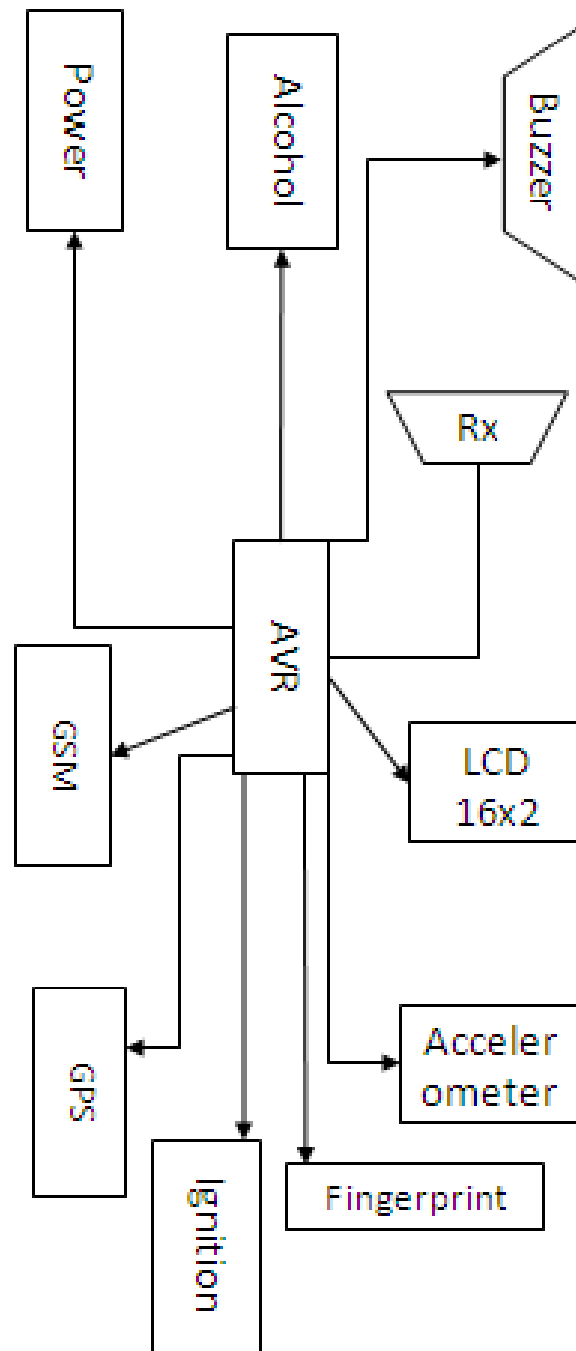 Power
Alcohol
Buzzer
Rx
AVR
GSM
LCD
16x2
GPS
Acceler
ometer
Ignition
Fingerprint